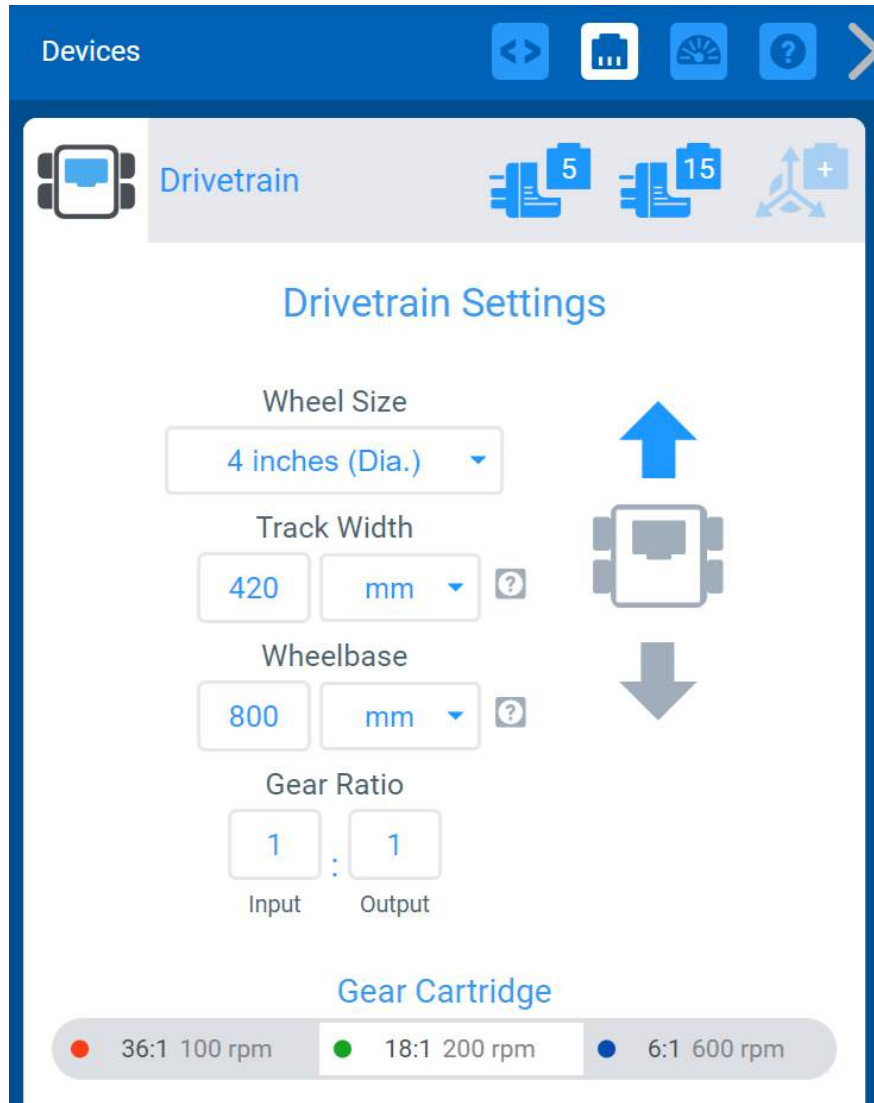 Devices
Drivetrain 5 15 +
Drivetrain Settings
Wheel Size
4 inches (Dia.)
Track Width
420 mm ?
Wheelbase
800 mm ?
Gear Ratio
1 : 1
Input Output
Gear Cartridge
36:1 100 rpm 18:1 200 rpm 6:1 600 rpm